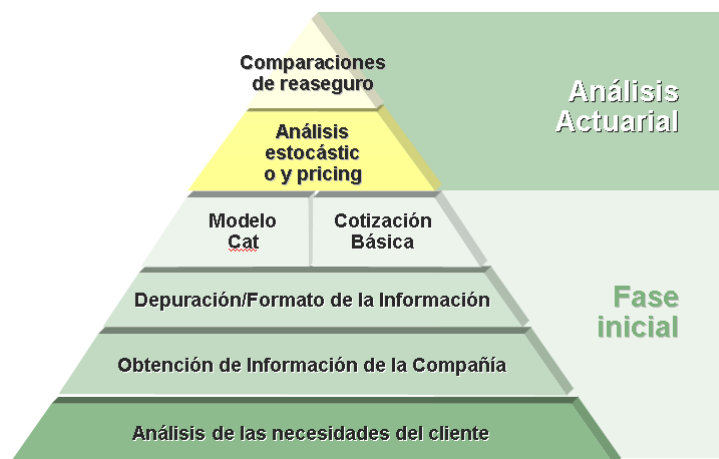 Comparaciones
de reaseguro
Análisis
Actuarial
Análisis
estocástic
o y pricing
Modelo
Cat
Cotización
Básica
Depuración/Formato de la Información
Fase
inicial
Obtención de Información de la Compañía
Análisis de las necesidades del cliente